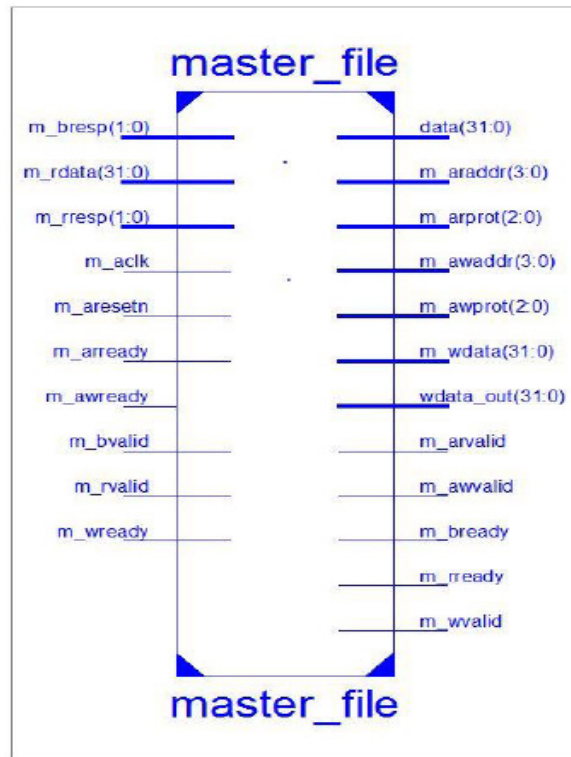 master_file
m_bresp(1:0)
m_rdata(31:0)
m_rresp(1:0)
m_aclk
m_aresetn
m_arready
m_awready
m_bvalid
m_rvalid
m_wready
data(31:0)
m_araddr(3:0)
m_arprot(2:0)
m_awaddr(3:0)
m_awprot(2:0)
m_wdata(31:0)
wdata_out(31:0)
m_arvalid
m_awvalid
m_bready
m_rready
m_wvalid
master_file